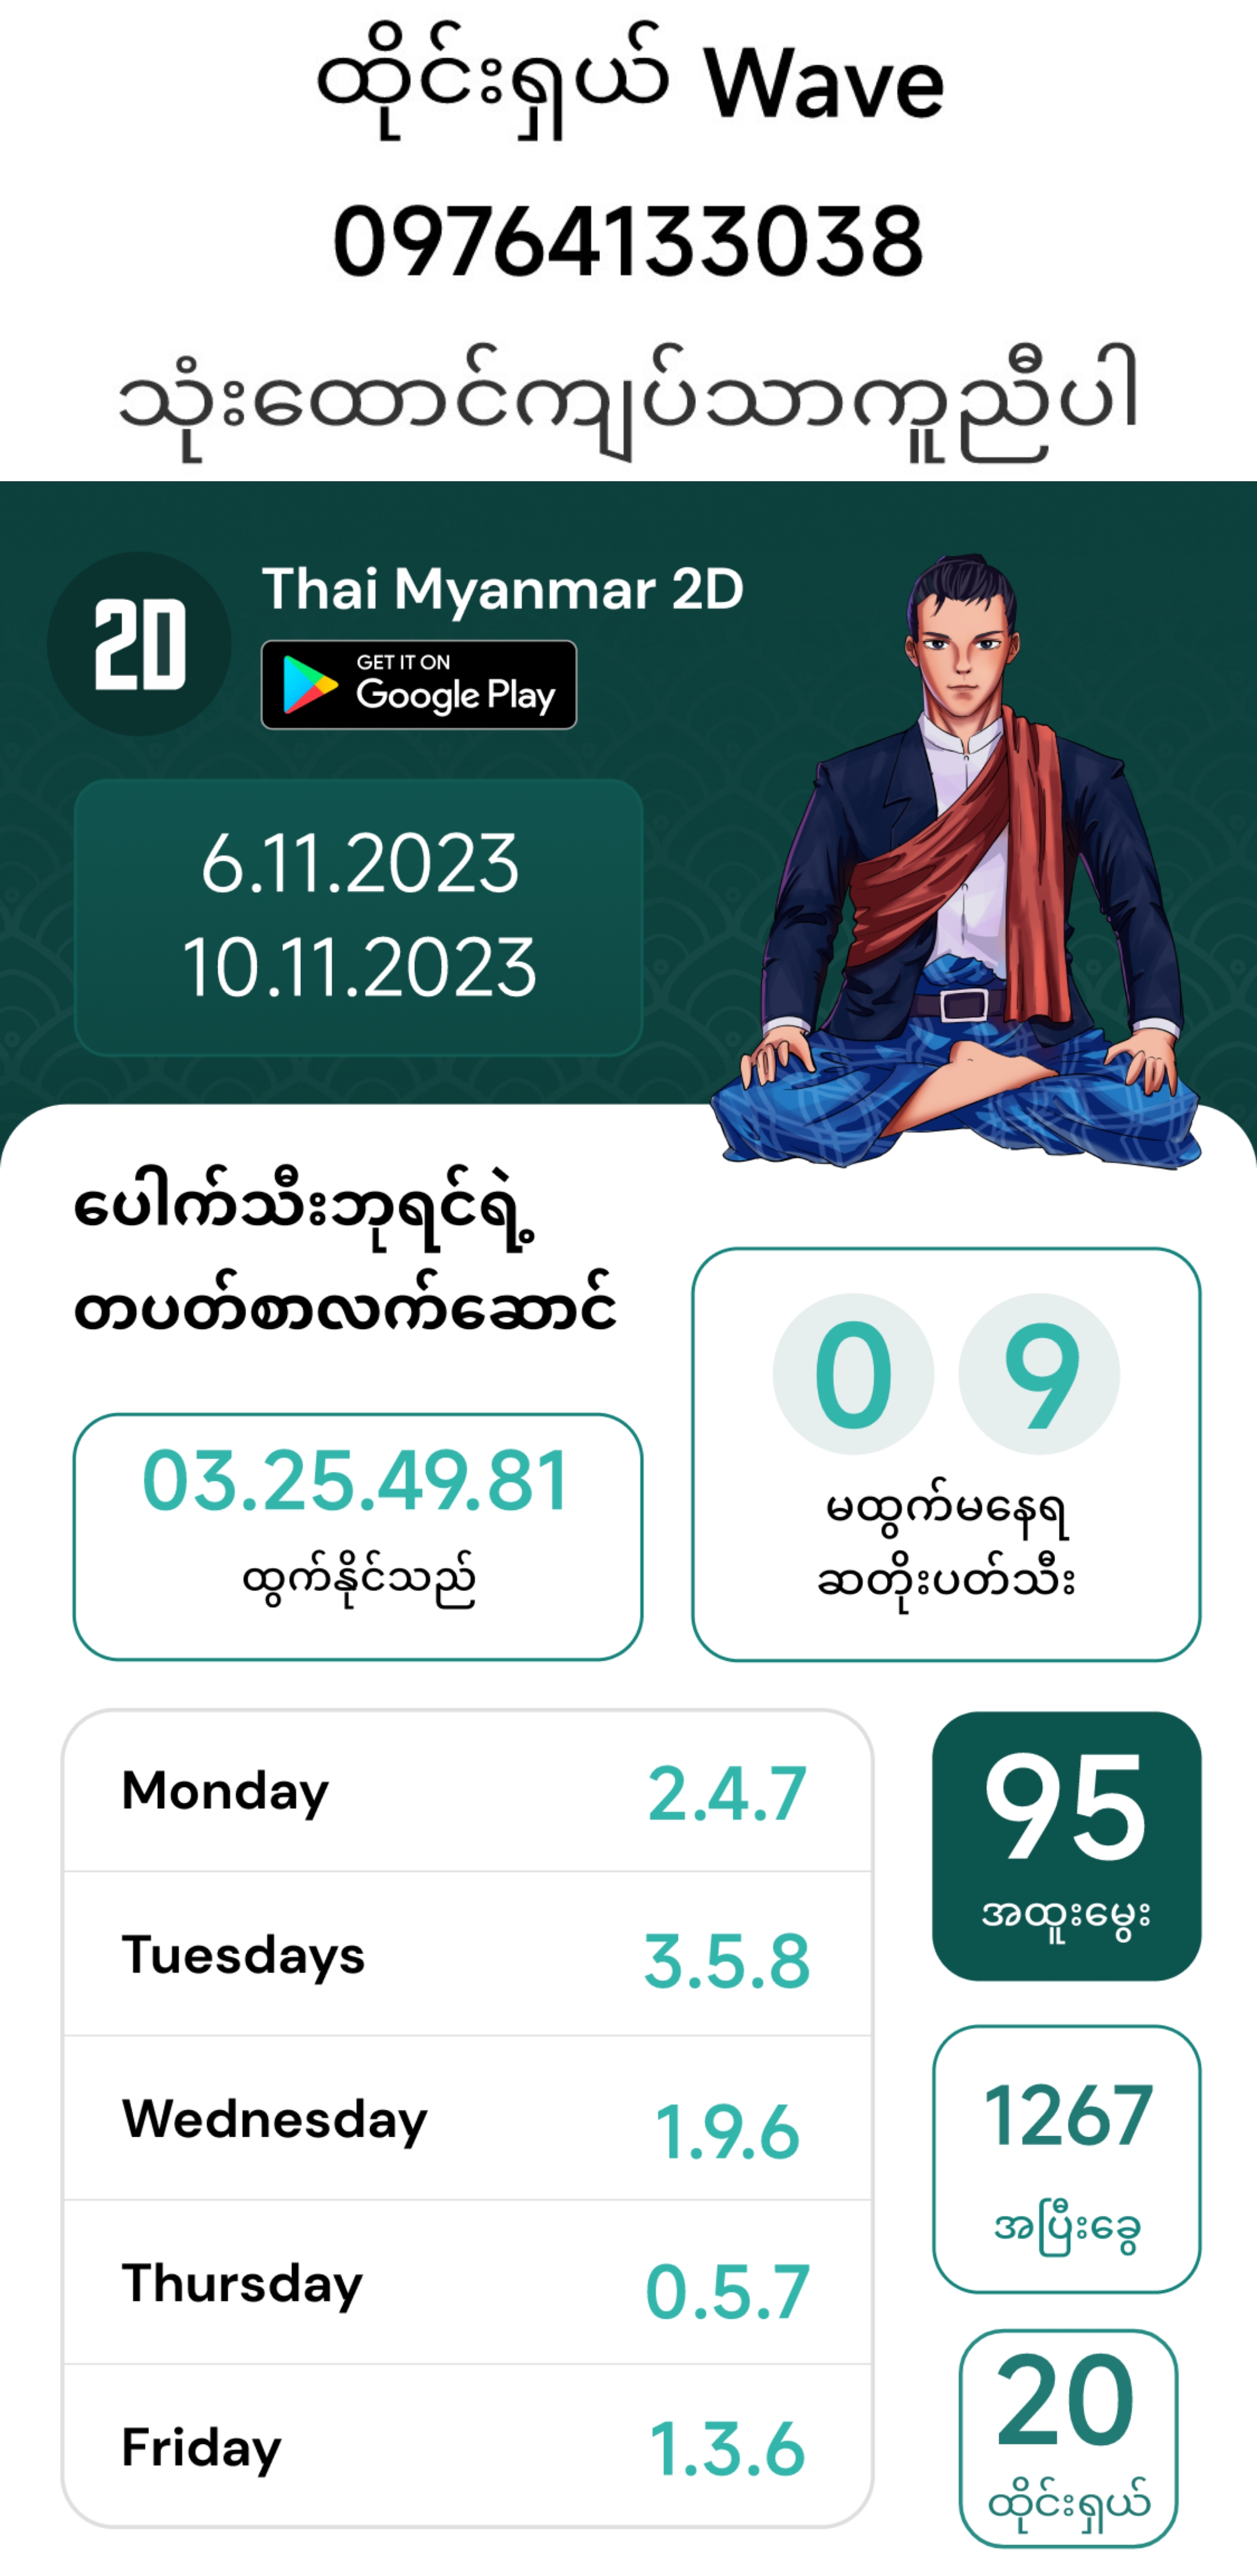 ထိုင်းရှယ် Wave
09764133038
သုံးထောင်ကျပ်သာကူညီပါ
2D
Thai Myanmar 2D
GET IT ON
Google Play
6.11.2023
10.11.2023
ပေါက်သီးဘုရင်ရဲ့
တပတ်စာလက်ဆောင်
03.25.49.81
ထွက်နိုင်သည်
0 9
မထွက်မနေရ
ဆတိုးပတ်သီး
Monday 2.4.7
Tuesdays 3.5.8
Wednesday 1.9.6
Thursday 0.5.7
Friday 1.3.6
95
အထူးမွေး
1267
အပြီးခွေ
20
ထိုင်းရှယ်